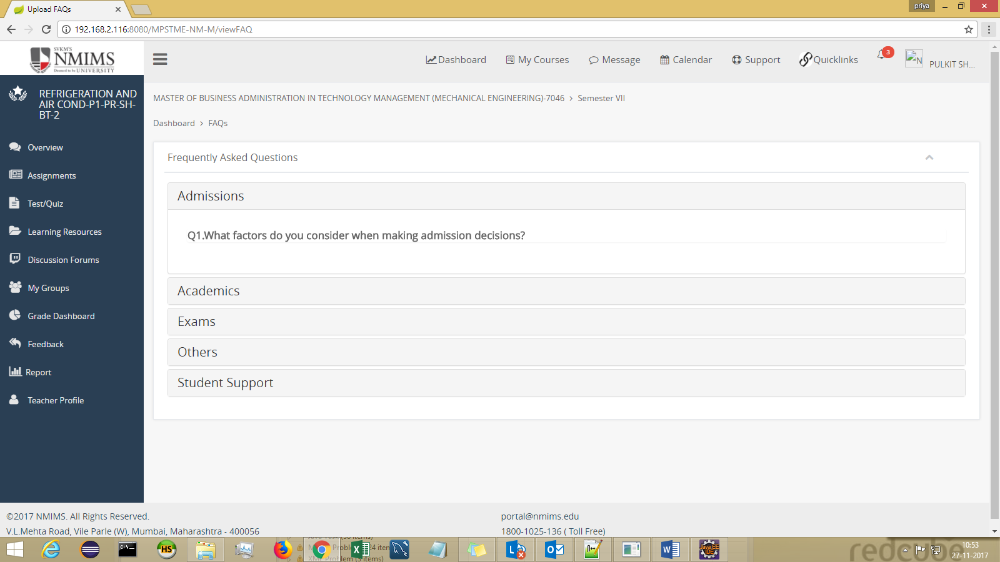 Upload FAQs
priya
192.168.2.116:8080/MPSTME-NM-M/viewFAQ
SVKM'S
NMIMS
Deemed to be UNIVERSITY
Dashboard
My Courses
Message
Calendar
Support
Quicklinks
3
N
PULKIT SH...
REFRIGERATION AND
AIR COND-P1-PR-SH-
BT-2
Overview
Assignments
Test/Quiz
Learning Resources
Discussion Forums
My Groups
Grade Dashboard
Feedback
Report
Teacher Profile
MASTER OF BUSINESS ADMINISTRATION IN TECHNOLOGY MANAGEMENT (MECHANICAL ENGINEERING)-7046 > Semester VII
Dashboard > FAQs
Frequently Asked Questions
Admissions
Q1.What factors do you consider when making admission decisions?
Academics
Exams
Others
Student Support
©2017 NMIMS. All Rights Reserved.
V.L.Mehta Road, Vile Parle (W), Mumbai, Maharashtra - 400056
portal@nmims.edu
1800-1025-136 ( Toll Free)
C:\_
HS
Java EE
IDE
redcube
10:53
27-11-2017